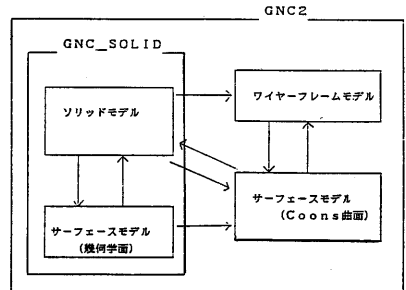 GNC2
GNC_SOLID
ソリッドモデル
ワイヤーフレームモデル
サーフェースモデル
(Coons曲面)
サーフェースモデル
(幾何学面)